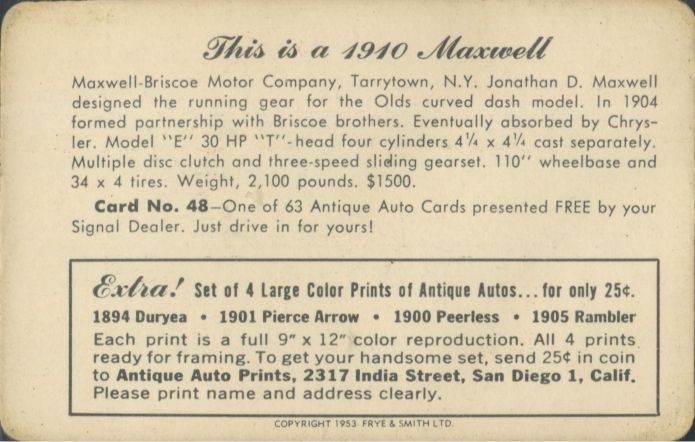 This is a 1910 Maxwell
Maxwell-Briscoe Motor Company, Tarrytown, N.Y. Jonathan D. Maxwell
designed the running gear for the Olds curved dash model. In 1904
formed partnership with Briscoe brothers. Eventually absorbed by Chrys-
ler. Model "E" 30 HP "T"-head four cylinders 4¼ x 4¼ cast separately.
Multiple disc clutch and three-speed sliding gearset. 110" wheelbase and
34 x 4 tires. Weight, 2,100 pounds. $1500.
Card No. 48—One of 63 Antique Auto Cards presented FREE by your
Signal Dealer. Just drive in for yours!
Extra! Set of 4 Large Color Prints of Antique Autos... for only 25¢.
1894 Duryea • 1901 Pierce Arrow • 1900 Peerless • 1905 Rambler
Each print is a full 9" x 12" color reproduction. All 4 prints
ready for framing. To get your handsome set, send 25¢ in coin
to Antique Auto Prints, 2317 India Street, San Diego 1, Calif.
Please print name and address clearly.
COPYRIGHT 1953 FRYE & SMITH LTD.